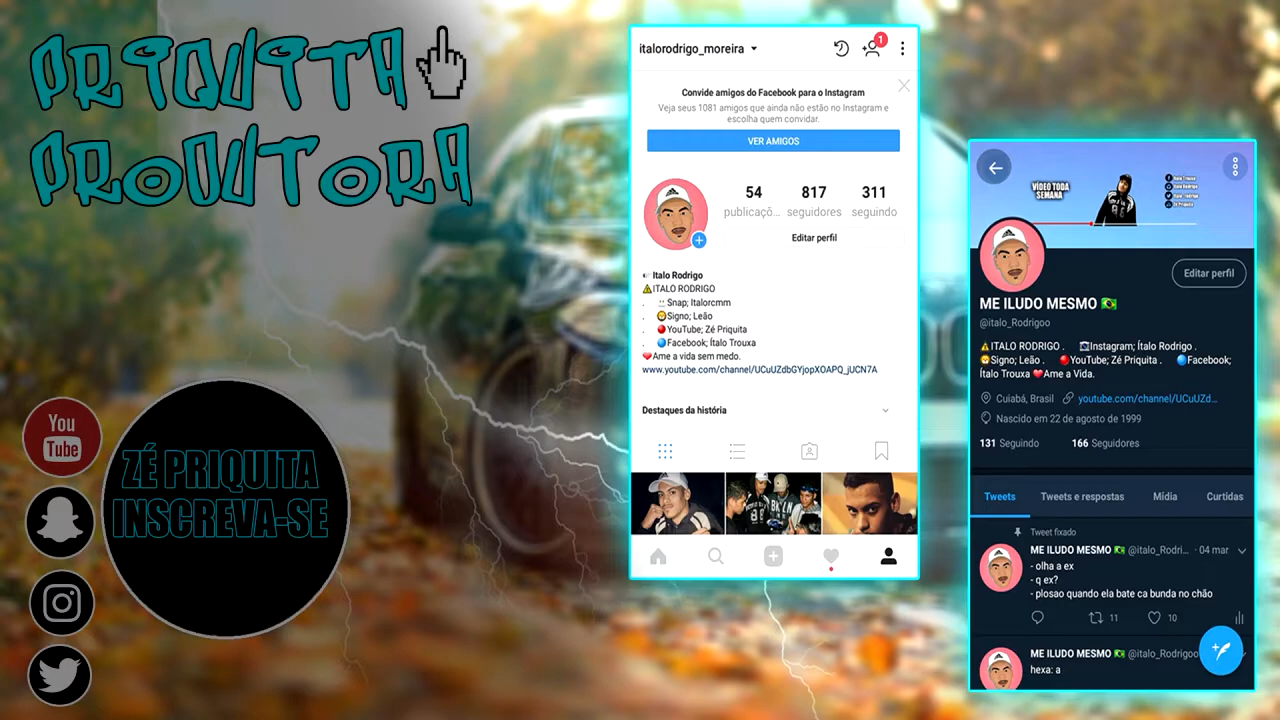 PRIQUITA
PRODUTORA
You
Tube
ZÉ PRIQUITA
INSCREVA-SE
italorodrigo_moreira
1
Convide amigos do Facebook para o Instagram
Veja seus 1081 amigos que ainda não estão no Instagram e
escolha quem convidar.
VER AMIGOS
54 817 311
publicaçõ... seguidores seguindo
Editar perfil
Italo Rodrigo
⚠ITALO RODRIGO
. Snap; Italorcmm
. Signo; Leão
. 🔴YouTube; Zé Priquita
. 🔵Facebook; Ítalo Trouxa
❤Ame a vida sem medo.
www.youtube.com/channel/UCuUZdbGYjopXOAPQ_jUCN7A
Destaques da história
VÍDEO TODA
SEMANA
Editar perfil
ME ILUDO MESMO 🇧🇷
@italo_Rodrigoo
⚠ITALO RODRIGO . Instagram; Ítalo Rodrigo .
Signo; Leão . 🔴YouTube; Zé Priquita . 🔵Facebook;
Ítalo Trouxa ❤Ame a Vida.
Cuiabá, Brasil youtube.com/channel/UCuUZd...
Nascido em 22 de agosto de 1999
131 Seguindo 166 Seguidores
Tweets Tweets e respostas Mídia Curtidas
Tweet fixado
ME ILUDO MESMO 🇧🇷 @italo_Rodri... · 04 mar
- olha a ex
- q ex?
- plosao quando ela bate ca bunda no chão
11 10
ME ILUDO MESMO 🇧🇷 @italo_Rodrigoo
hexa: a